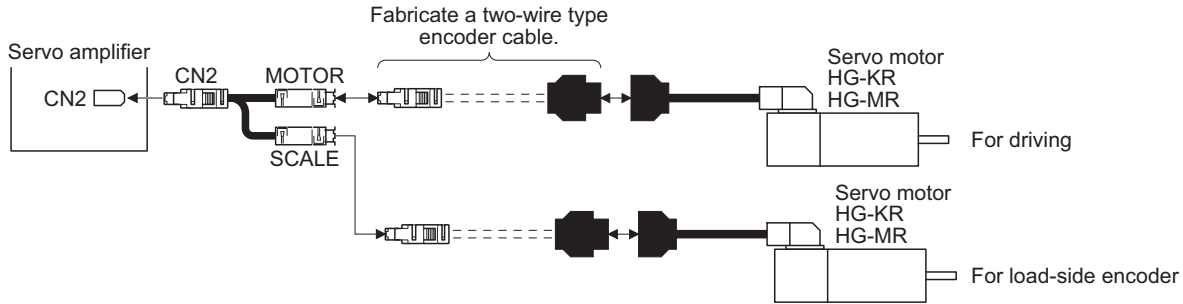 Fabricate a two-wire type
encoder cable.
Servo amplifier
CN2
CN2
MOTOR
SCALE
Servo motor
HG-KR
HG-MR
For driving
Servo motor
HG-KR
HG-MR
For load-side encoder